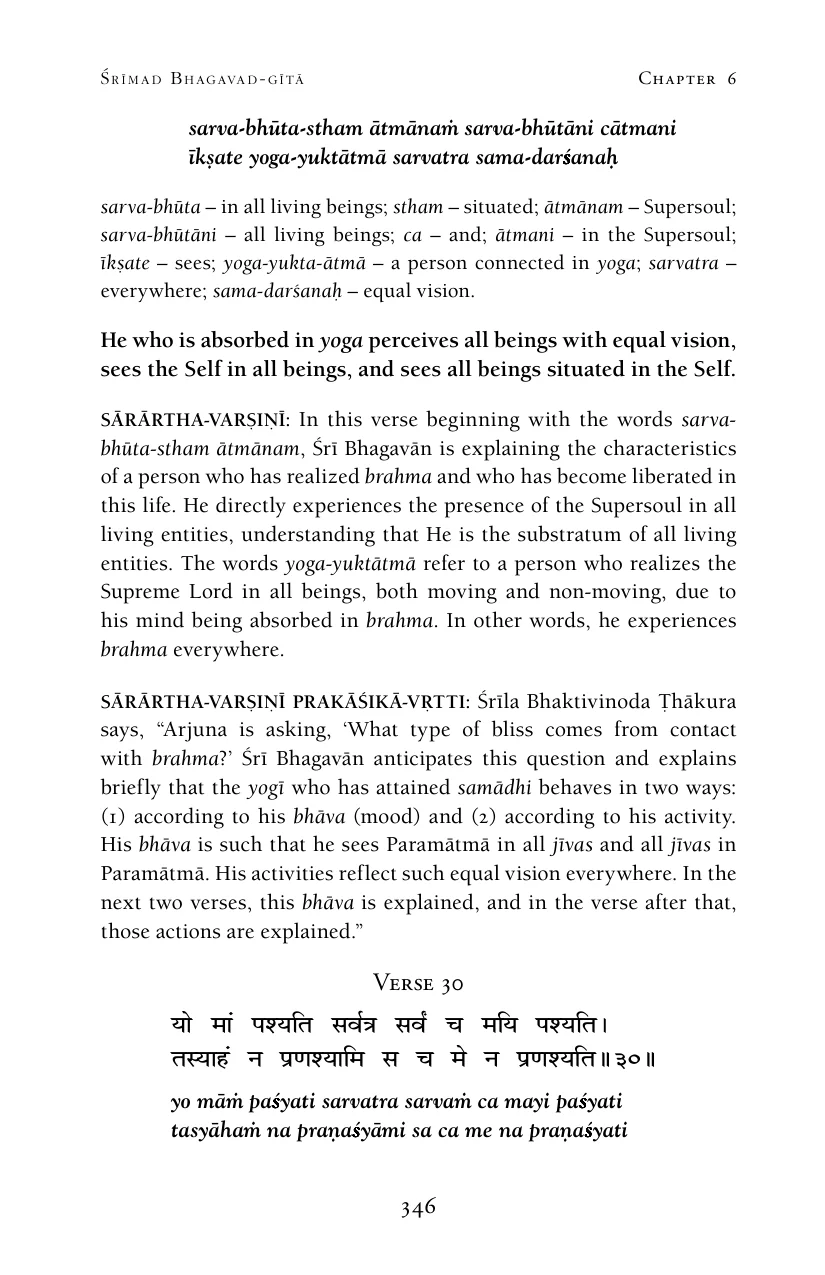 Śrīmad Bhagavad-gītā Chapter 6
sarva-bhūta-stham ātmānaṁ sarva-bhūtāni cātmani
īkṣate yoga-yuktātmā sarvatra sama-darśanaḥ
sarva-bhūta – in all living beings; stham – situated; ātmānam – Supersoul;
sarva-bhūtāni – all living beings; ca – and; ātmani – in the Supersoul;
īkṣate – sees; yoga-yukta-ātmā – a person connected in yoga; sarvatra –
everywhere; sama-darśanaḥ – equal vision.
He who is absorbed in yoga perceives all beings with equal vision,
sees the Self in all beings, and sees all beings situated in the Self.
SĀRĀRTHA-VARṢIṆĪ: In this verse beginning with the words sarva-
bhūta-stham ātmānam, Śrī Bhagavān is explaining the characteristics
of a person who has realized brahma and who has become liberated in
this life. He directly experiences the presence of the Supersoul in all
living entities, understanding that He is the substratum of all living
entities. The words yoga-yuktātmā refer to a person who realizes the
Supreme Lord in all beings, both moving and non-moving, due to
his mind being absorbed in brahma. In other words, he experiences
brahma everywhere.
SĀRĀRTHA-VARṢIṆĪ PRAKĀŚIKĀ-VṚTTI: Śrīla Bhaktivinoda Ṭhākura
says, “Arjuna is asking, ‘What type of bliss comes from contact
with brahma?’ Śrī Bhagavān anticipates this question and explains
briefly that the yogī who has attained samādhi behaves in two ways:
(1) according to his bhāva (mood) and (2) according to his activity.
His bhāva is such that he sees Paramātmā in all jīvas and all jīvas in
Paramātmā. His activities reflect such equal vision everywhere. In the
next two verses, this bhāva is explained, and in the verse after that,
those actions are explained.”
Verse 30
यो मां पश्यति सर्वत्र सर्वं च मयि पश्यति।
तस्याहं न प्रणश्यामि स च मे न प्रणश्यति॥३०॥
yo māṁ paśyati sarvatra sarvaṁ ca mayi paśyati
tasyāhaṁ na praṇaśyāmi sa ca me na praṇaśyati
346